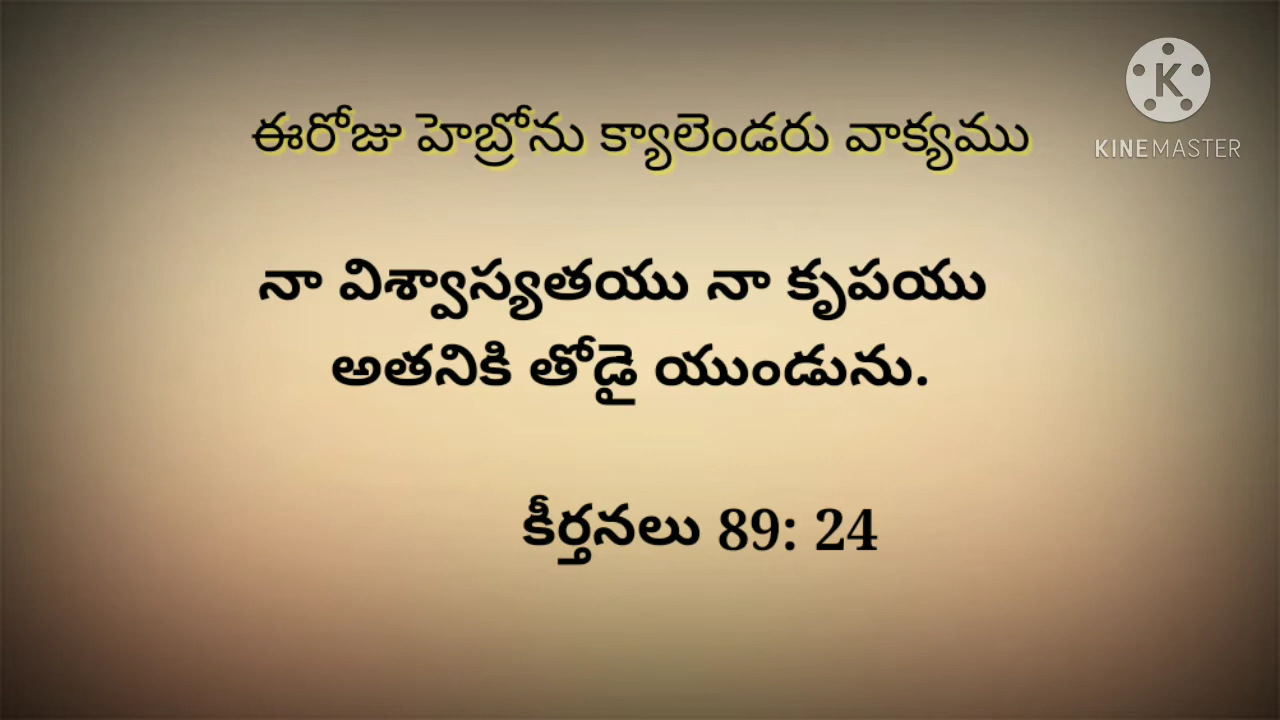 ఈరోజు హెబ్రోను క్యాలెండరు వాక్యము
K
KINEMASTER
నా విశ్వాస్యతయు నా కృపయు
అతనికి తోడై యుండును.
కీర్తనలు 89: 24